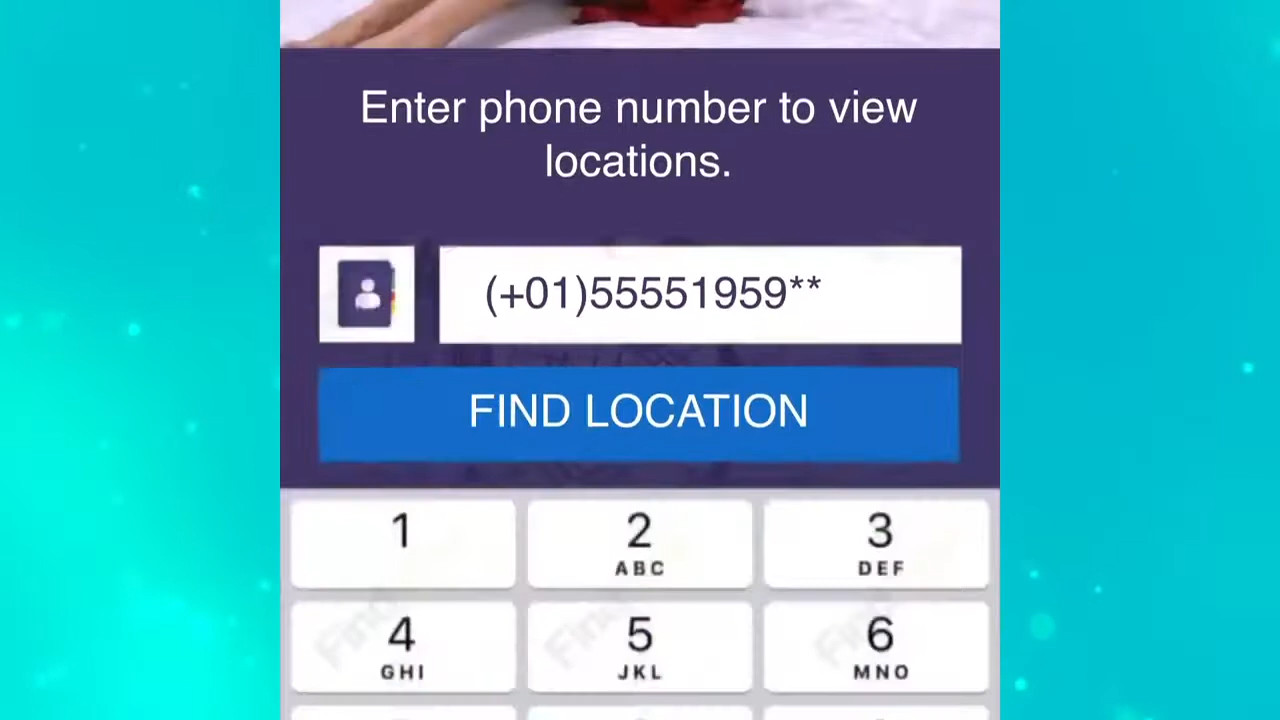 Enter phone number to view
locations.
(+01)55551959**
FIND LOCATION
1 2 3
ABC DEF
4 5 6
GHI JKL MNO